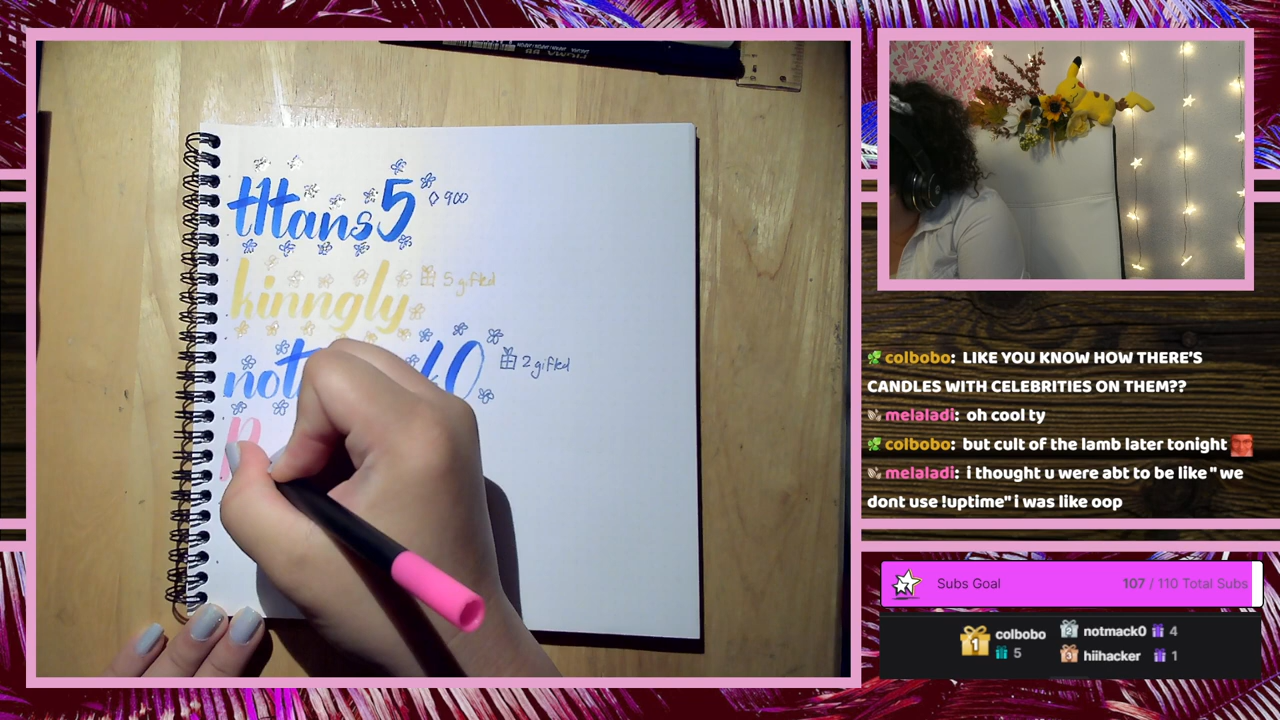 tttans5 ◇ 900
kinngly 5 gifted
not 40 2 gifted
p
colbobo: LIKE YOU KNOW HOW THERE'S
CANDLES WITH CELEBRITIES ON THEM??
melaladi: oh cool ty
colbobo: but cult of the lamb later tonight
melaladi: i thought u were abt to be like "we
dont use !uptime" i was like oop
Subs Goal 107 / 110 Total Subs
1 colbobo 5
2 notmack0 4
3 hiihacker 1